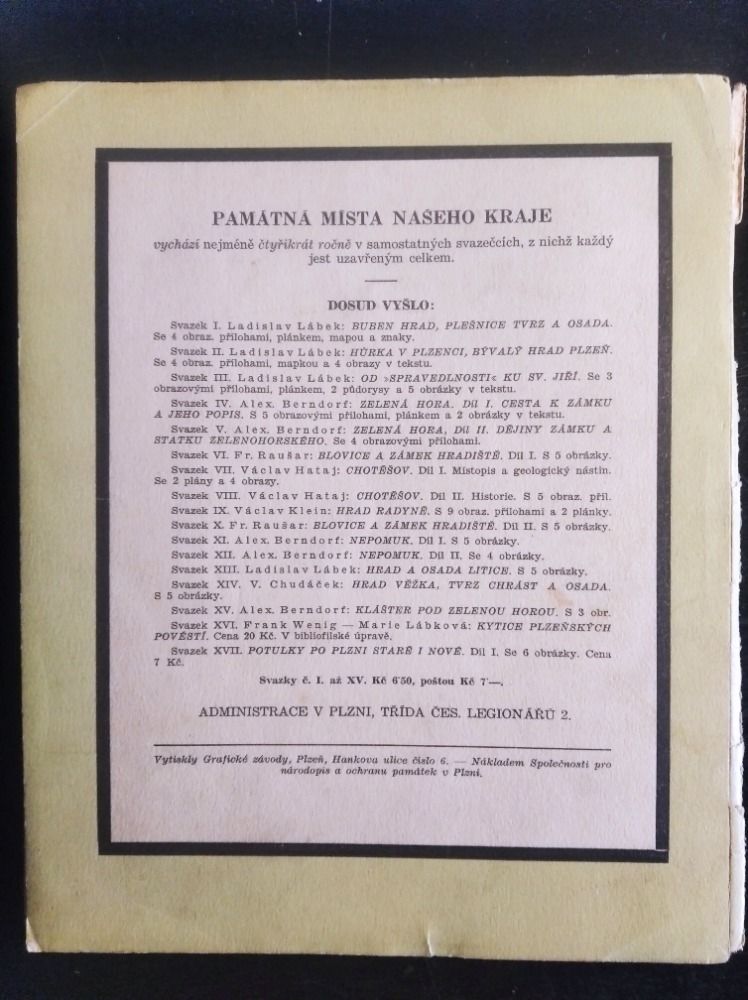 PAMÁTNÁ MÍSTA NAŠEHO KRAJE
vychází nejméně čtyřikrát ročně v samostatných svazečcích, z nichž každý
jest uzavřeným celkem.
DOSUD VYŠLO:
Svazek I. Ladislav Lábek: BUBEN HRAD, PLEŠNICE TVRZ A OSADA.
Se 4 obraz. přílohami, plánkem, mapou a znaky.
Svazek II. Ladislav Lábek: HŮRKA V PLZENCI, BÝVALÝ HRAD PLZEŇ.
Se 4 obraz. přílohami, mapkou a 4 obrazy v textu.
Svazek III. Ladislav Lábek: OD »SPRAVEDLNOSTI« KU SV. JIŘÍ. Se 3
obrazovými přílohami, plánkem, 2 půdorysy a 5 obrázky v textu.
Svazek IV. Alex. Berndorf: ZELENÁ HORA. Díl I. CESTA K ZÁMKU
A JEHO POPIS. S 5 obrazovými přílohami, plánkem a 2 obrázky v textu.
Svazek V. Alex. Berndorf: ZELENÁ HORA, Díl II. DĚJINY ZÁMKU A
STATKU ZELENOHORSKÉHO. Se 4 obrazovými přílohami.
Svazek VI. Fr. Raušar: BLOVICE A ZÁMEK HRADIŠTĚ. Díl I. S 5 obrázky.
Svazek VII. Václav Hataj: CHOTĚŠOV. Díl I. Místopis a geologický nástin.
Se 2 plány a 4 obrazy.
Svazek VIII. Václav Hataj: CHOTĚŠOV. Díl II. Historie. S 5 obraz. příl.
Svazek IX. Václav Klein: HRAD RADYNĚ. S 9 obraz. přílohami a 2 plánky.
Svazek X. Fr. Raušar: BLOVICE A ZÁMEK HRADIŠTĚ. Díl II. S 5 obrázky.
Svazek XI. Alex. Berndorf: NEPOMUK. Díl I. S 5 obrázky.
Svazek XII. Alex. Berndorf: NEPOMUK. Díl II. Se 4 obrázky.
Svazek XIII. Ladislav Lábek: HRAD A OSADA LITICE. S 5 obrázky.
Svazek XIV. V. Chudáček: HRAD VĚŽKA, TVRZ CHRÁST A OSADA.
S 5 obrázky.
Svazek XV. Alex. Berndorf: KLÁŠTER POD ZELENOU HOROU. S 3 obr.
Svazek XVI. Frank Wenig — Marie Lábková: KYTICE PLZEŇSKÝCH
POVĚSTÍ. Cena 20 Kč. V bibliofilské úpravě.
Svazek XVII. POTULKY PO PLZNI STARÉ I NOVÉ. Díl I. Se 6 obrázky. Cena
7 Kč.
Svazky č. I. až XV. Kč 6'50, poštou Kč 7'—.
ADMINISTRACE V PLZNI, TŘÍDA ČES. LEGIONÁŘŮ 2.
Vytiskly Grafické závody, Plzeň, Hankova ulice číslo 6. — Nákladem Společnosti pro
národopis a ochranu památek v Plzni.